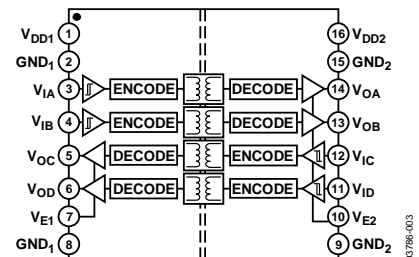 VDD1 1 16 VDD2
GND1 2 15 GND2
VIA 3 ENCODE DECODE 14 VOA
VIB 4 ENCODE DECODE 13 VOB
VOC 5 DECODE ENCODE 12 VIC
VOD 6 DECODE ENCODE 11 VID
VE1 7 10 VE2
GND1 8 9 GND2
03786-003